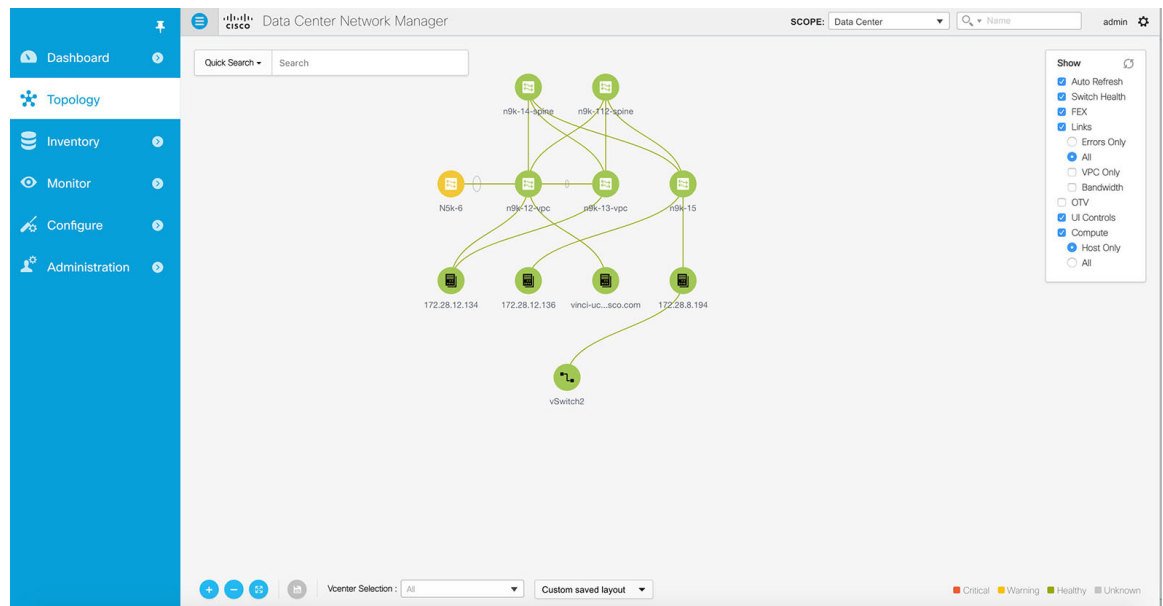 cisco Data Center Network Manager
SCOPE: Data Center
Name
admin
Dashboard
Topology
Inventory
Monitor
Configure
Administration
Quick Search
Search
Show
Auto Refresh
Switch Health
FEX
Links
Errors Only
All
VPC Only
Bandwidth
OTV
UI Controls
Compute
Host Only
All
n9k-14-spine
n9k-112-spine
N5k-6
n9k-12-vpc
n9k-13-vpc
n9k-15
172.28.12.134
172.28.12.136
vinci-uc...sco.com
172.28.8.194
vSwitch2
Vcenter Selection : All
Custom saved layout
Critical Warning Healthy Unknown